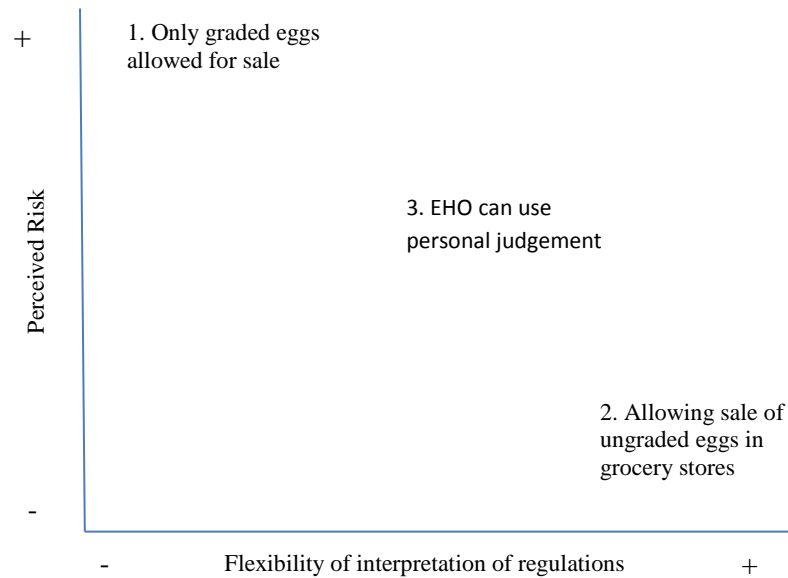 +
1. Only graded eggs
allowed for sale
Perceived Risk
3. EHO can use
personal judgement
2. Allowing sale of
ungraded eggs in
grocery stores
-
-
Flexibility of interpretation of regulations
+